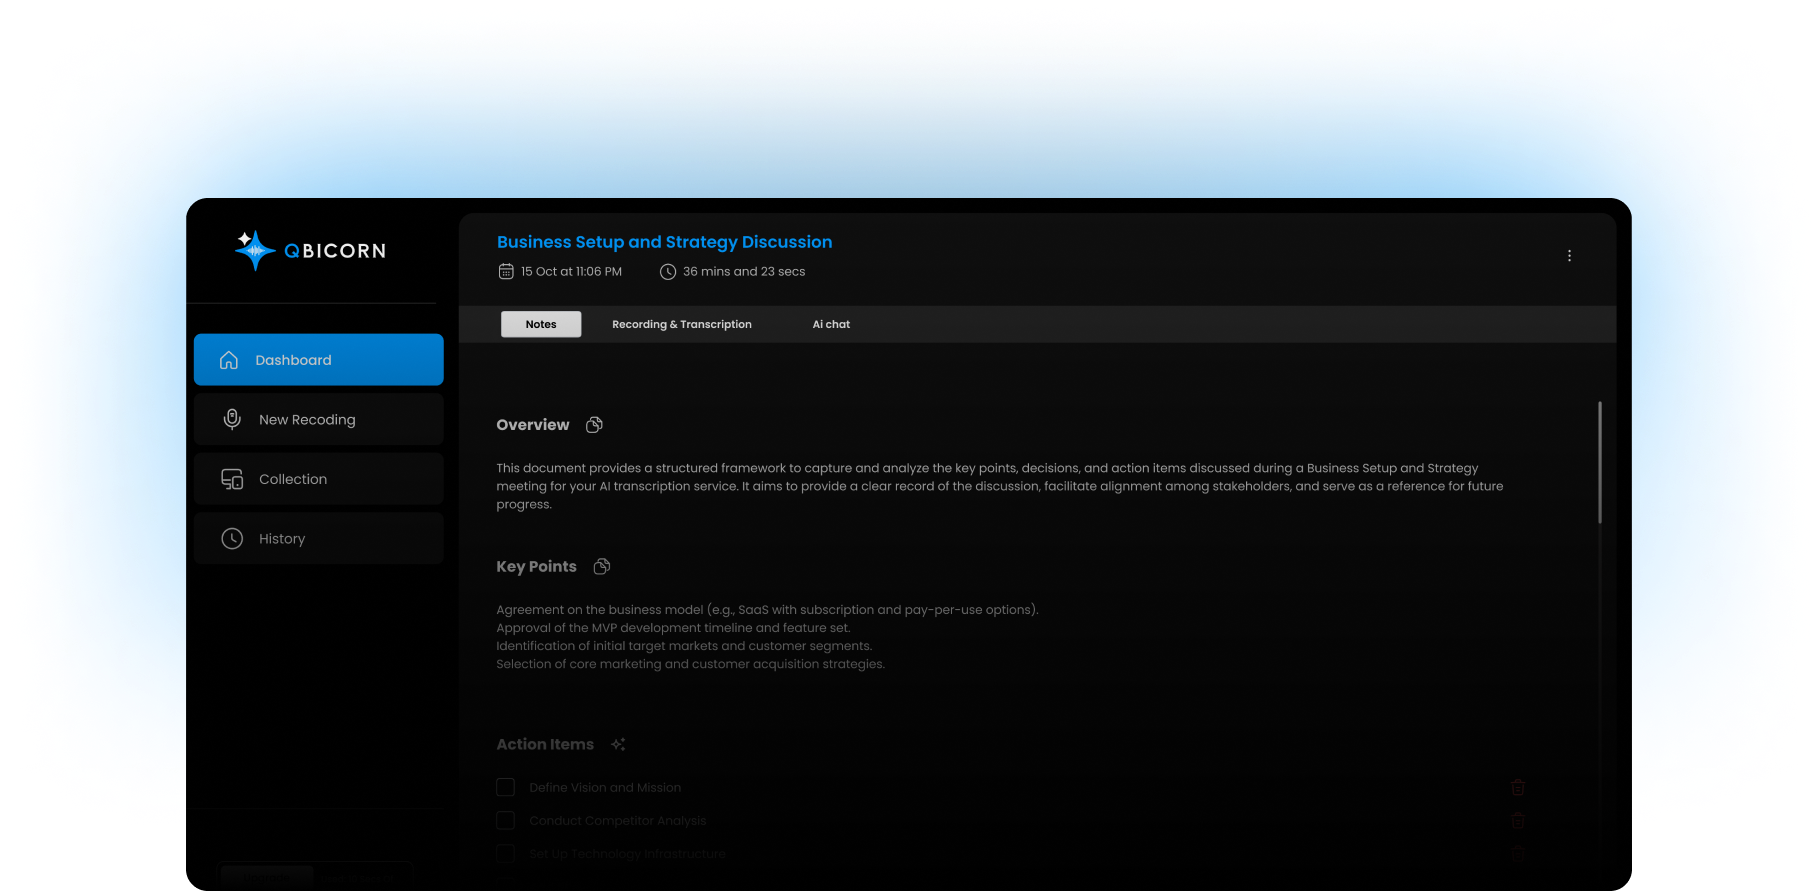 QBICORN
Dashboard
New Recoding
Collection
History
Business Setup and Strategy Discussion
15 Oct at 11:06 PM
36 mins and 23 secs
Notes
Recording & Transcription
Ai chat
Overview
This document provides a structured framework to capture and analyze the key points, decisions, and action items discussed during a Business Setup and Strategy
meeting for your AI transcription service. It aims to provide a clear record of the discussion, facilitate alignment among stakeholders, and serve as a reference for future
progress.
Key Points
Agreement on the business model (e.g., SaaS with subscription and pay-per-use options).
Approval of the MVP development timeline and feature set.
Identification of initial target markets and customer segments.
Selection of core marketing and customer acquisition strategies.
Action Items
Define Vision and Mission
Conduct Competitor Analysis
Set Up Technology Infrastructure